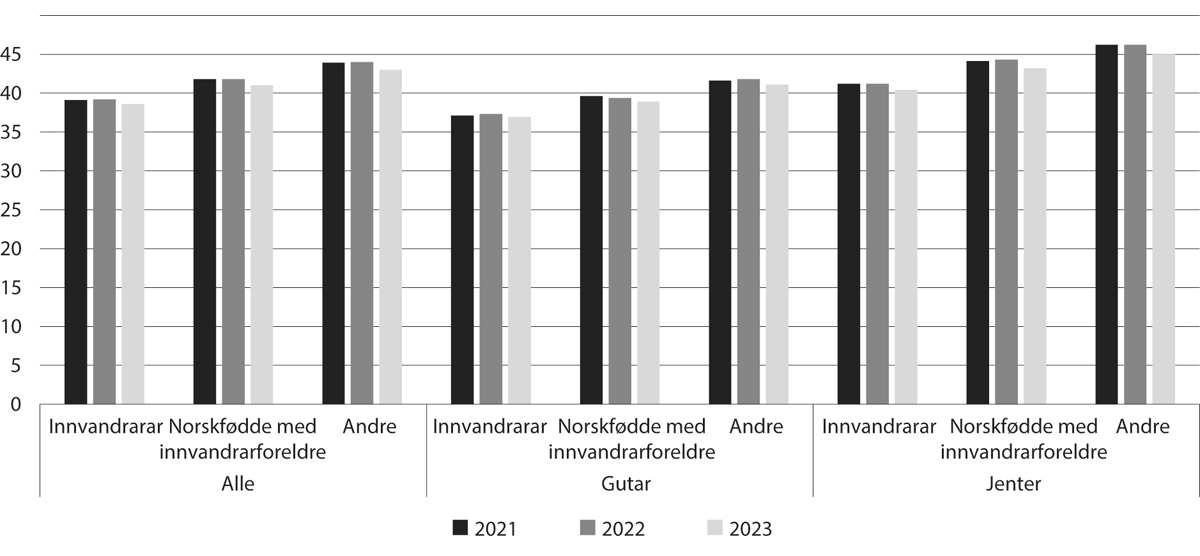 45
40
35
30
25
20
15
10
5
0
Innvandrarar Norskfødde med Andre Innvandrarar Norskfødde med Andre Innvandrarar Norskfødde med Andre
innvandrarforeldre innvandrarforeldre innvandrarforeldre
Alle Gutar Jenter
2021 2022 2023